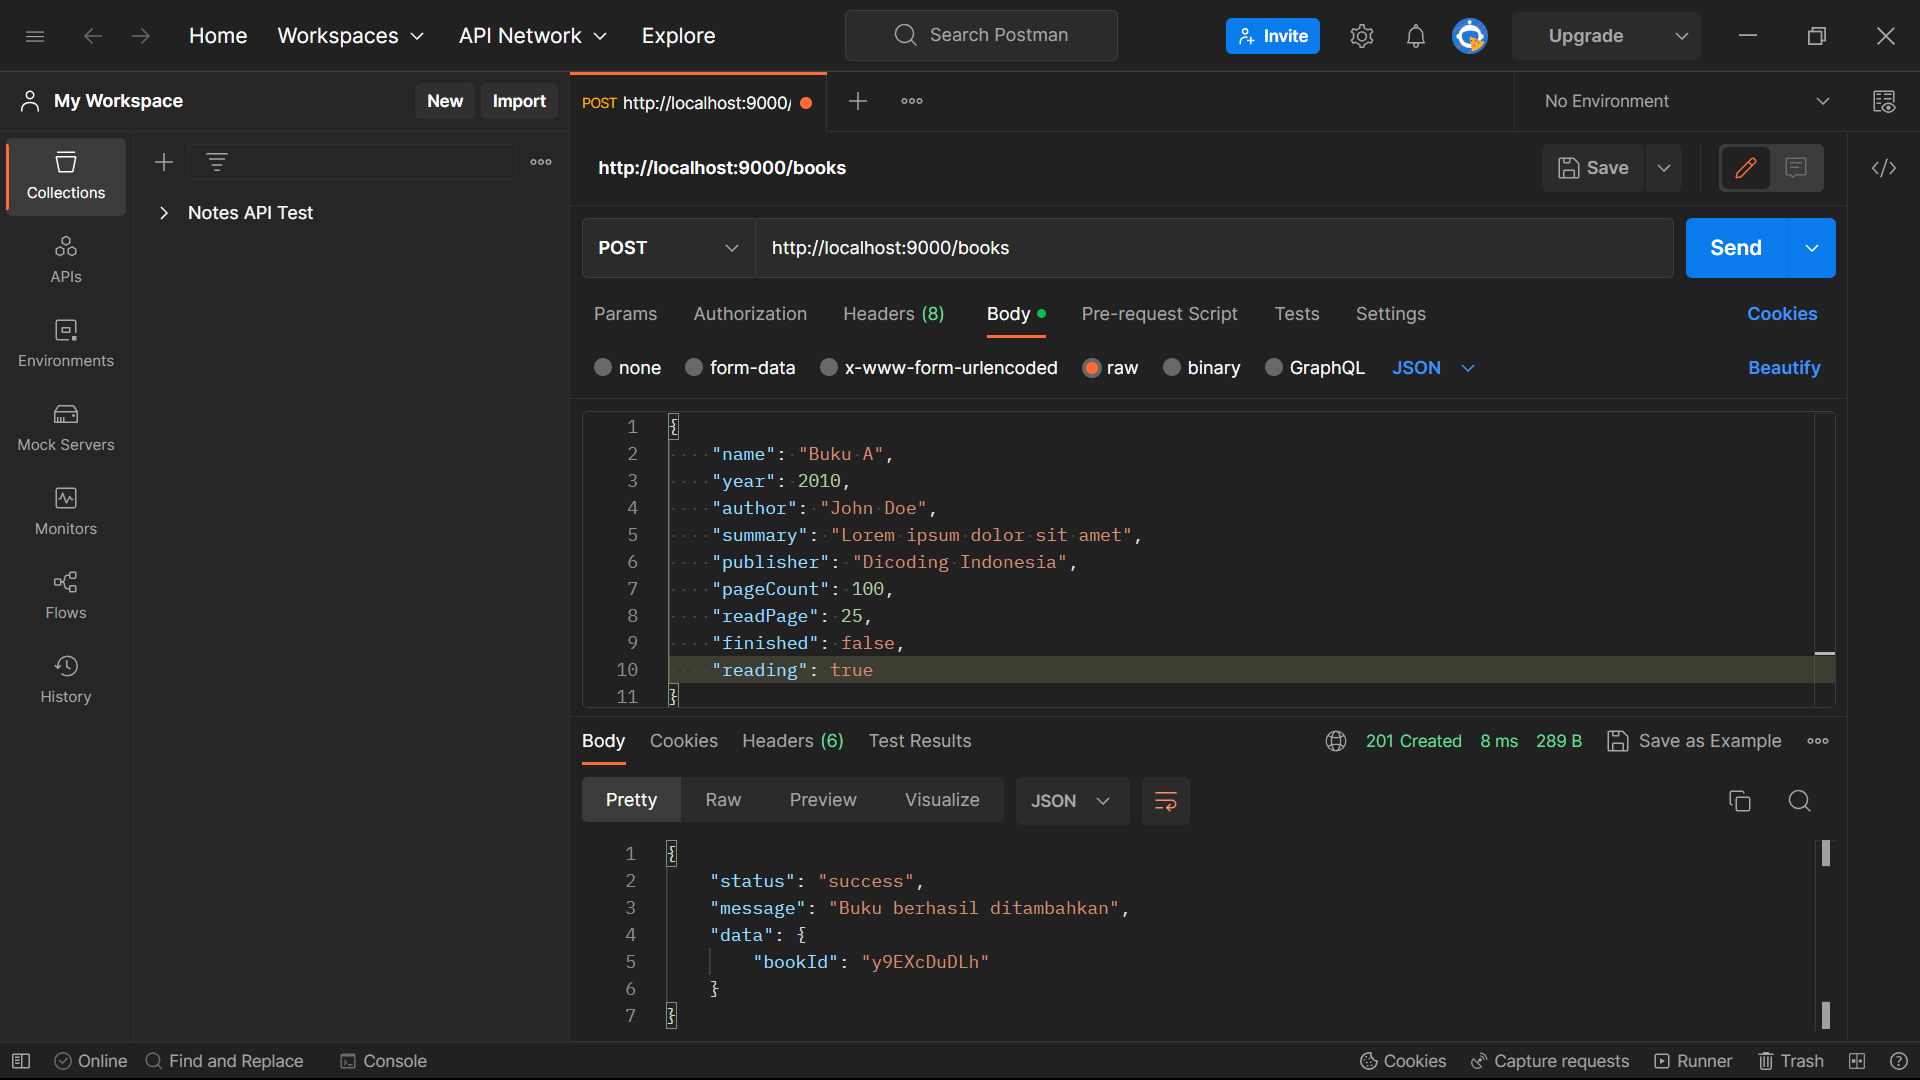 Home Workspaces API Network Explore Search Postman Invite Upgrade
My Workspace New Import POST http://localhost:9000/ No Environment
Collections
APIs
Environments
Mock Servers
Monitors
Flows
History
Notes API Test
http://localhost:9000/books Save
POST http://localhost:9000/books Send
Params Authorization Headers (8) Body Pre-request Script Tests Settings Cookies
none form-data x-www-form-urlencoded raw binary GraphQL JSON Beautify
1 {
2 "name": "Buku A",
3 "year": 2010,
4 "author": "John Doe",
5 "summary": "Lorem ipsum dolor sit amet",
6 "publisher": "Dicoding Indonesia",
7 "pageCount": 100,
8 "readPage": 25,
9 "finished": false,
10 "reading": true
11 }
Body Cookies Headers (6) Test Results 201 Created 8 ms 289 B Save as Example
Pretty Raw Preview Visualize JSON
1 {
2 "status": "success",
3 "message": "Buku berhasil ditambahkan",
4 "data": {
5 "bookId": "y9EXcDuDLh"
6 }
7 }
Online Find and Replace Console Cookies Capture requests Runner Trash